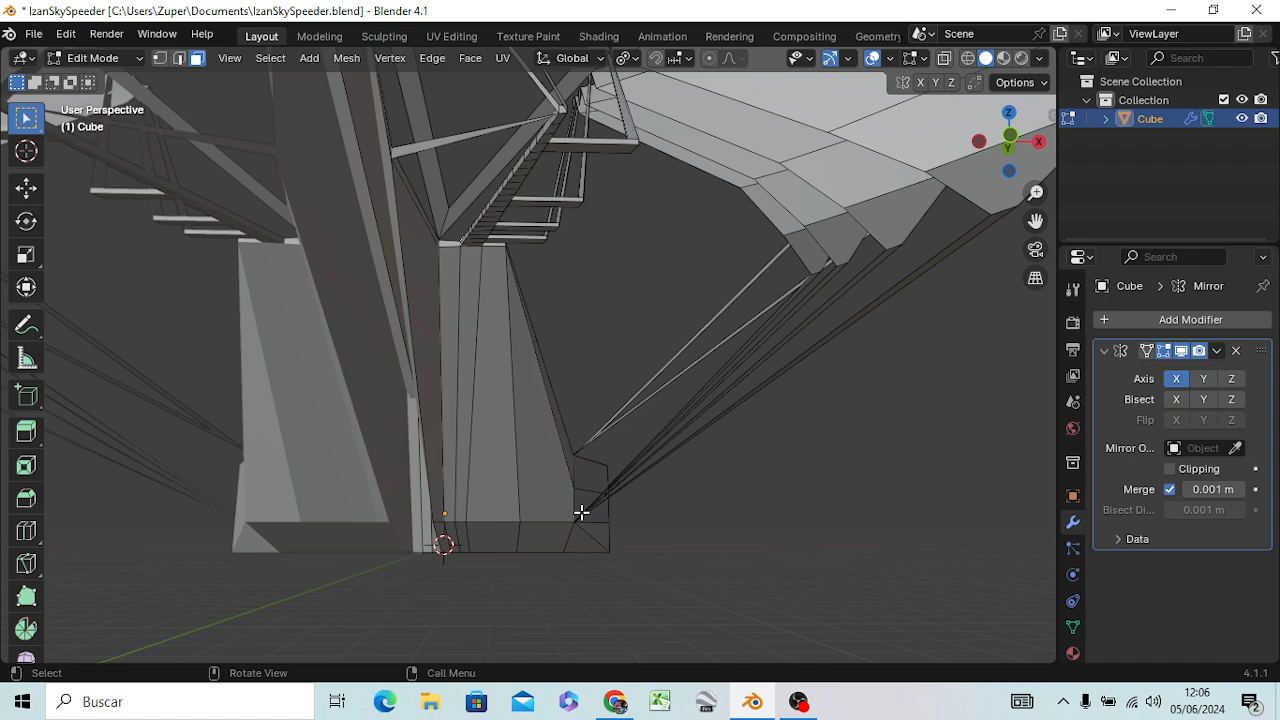 * IzanSkySpeeder [C:\Users\Zuper\Documents\IzanSkySpeeder.blend] - Blender 4.1
File Edit Render Window Help Layout Modeling Sculpting UV Editing Texture Paint Shading Animation Rendering Compositing Geometr Scene ViewLayer
Edit Mode View Select Add Mesh Vertex Edge Face UV Global Search
X Y Z Options
User Perspective
(1) Cube
Scene Collection
Collection
Cube
Z
X
Y
Search
Cube > Mirror
+ Add Modifier
Axis X Y Z
Bisect X Y Z
Flip X Y Z
Mirror O... Object
Clipping
Merge 0.001 m
Bisect Di... 0.001 m
Data
Select Rotate View Call Menu 4.1.1
Buscar
12:06
05/06/2024
2